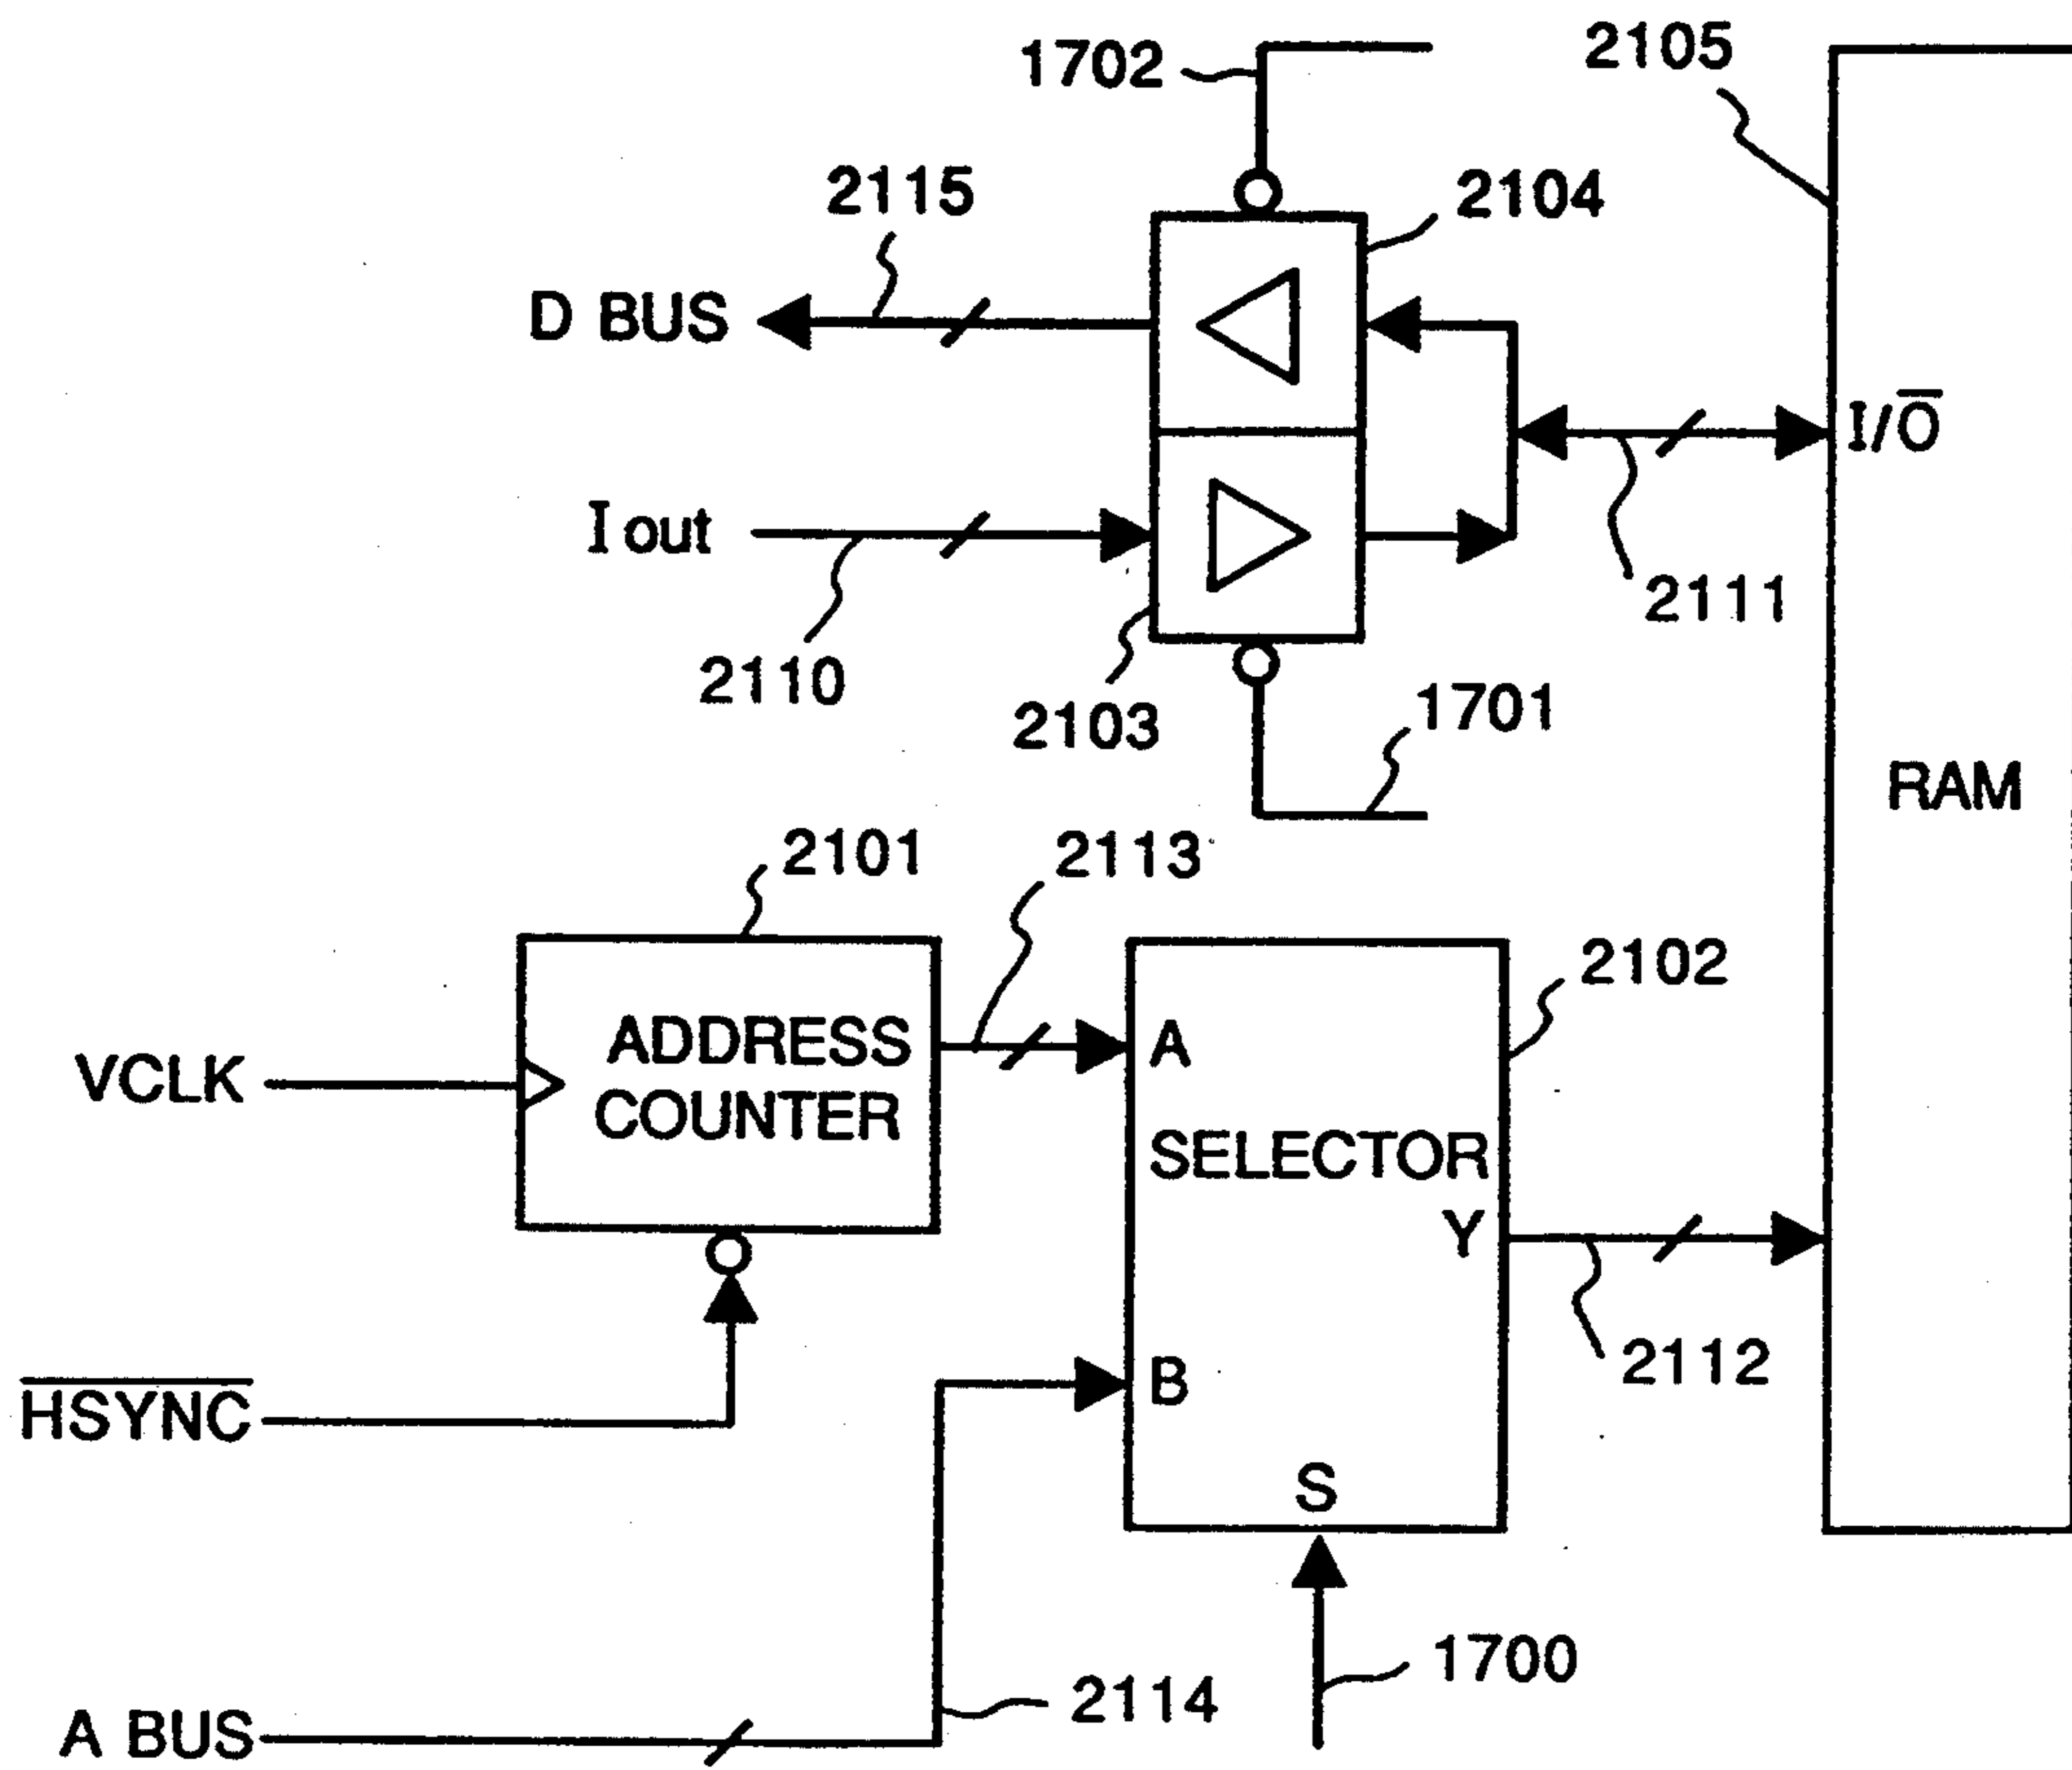 1702
2105
2115
2104
D BUS
I/O̅
I out
2111
2110
2103
1701
RAM
2101
2113
2102
ADDRESS
COUNTER
A
VCLK
SELECTOR
Y
2112
B
H̅S̅Y̅N̅C̅
S
1700
2114
A BUS